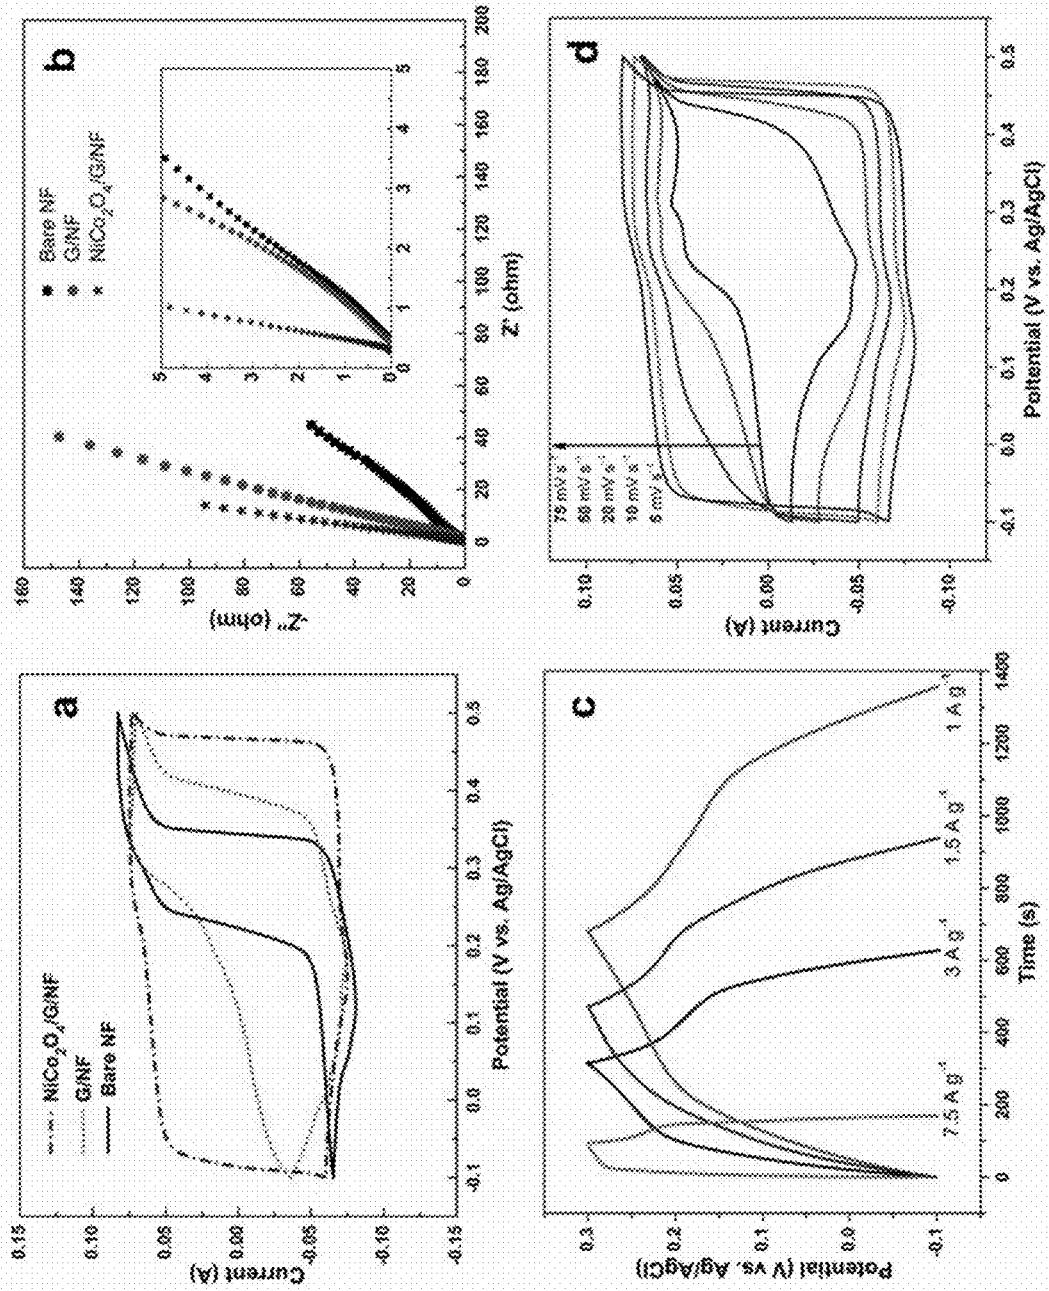 a
NiCo₂O₄/G/NF
G/NF
Bare NF
Current (A)
0.15
0.10
0.05
0.00
-0.05
-0.10
-0.15
-0.1
0.0
0.1
0.2
0.3
0.4
0.5
Potential (V vs. Ag/AgCl)
b
Bare NF
G/NF
NiCo₂O₄/G/NF
-Z'' (ohm)
160
140
120
100
80
60
40
20
0
0
20
40
60
80
100
120
140
160
180
200
Z' (ohm)
5
4
3
2
1
0
0
1
2
3
4
5
c
Potential (V vs. Ag/AgCl)
0.3
0.2
0.1
0.0
-0.1
7.5 A g⁻¹
3 A g⁻¹
1.5 A g⁻¹
1 A g⁻¹
0
200
400
600
800
1000
1200
1400
Time (s)
d
75 mV s⁻¹
50 mV s⁻¹
20 mV s⁻¹
10 mV s⁻¹
5 mV s⁻¹
Current (A)
0.10
0.05
0.00
-0.05
-0.10
-0.1
0.0
0.1
0.2
0.3
0.4
0.5
Poltential (V vs. Ag/AgCl)